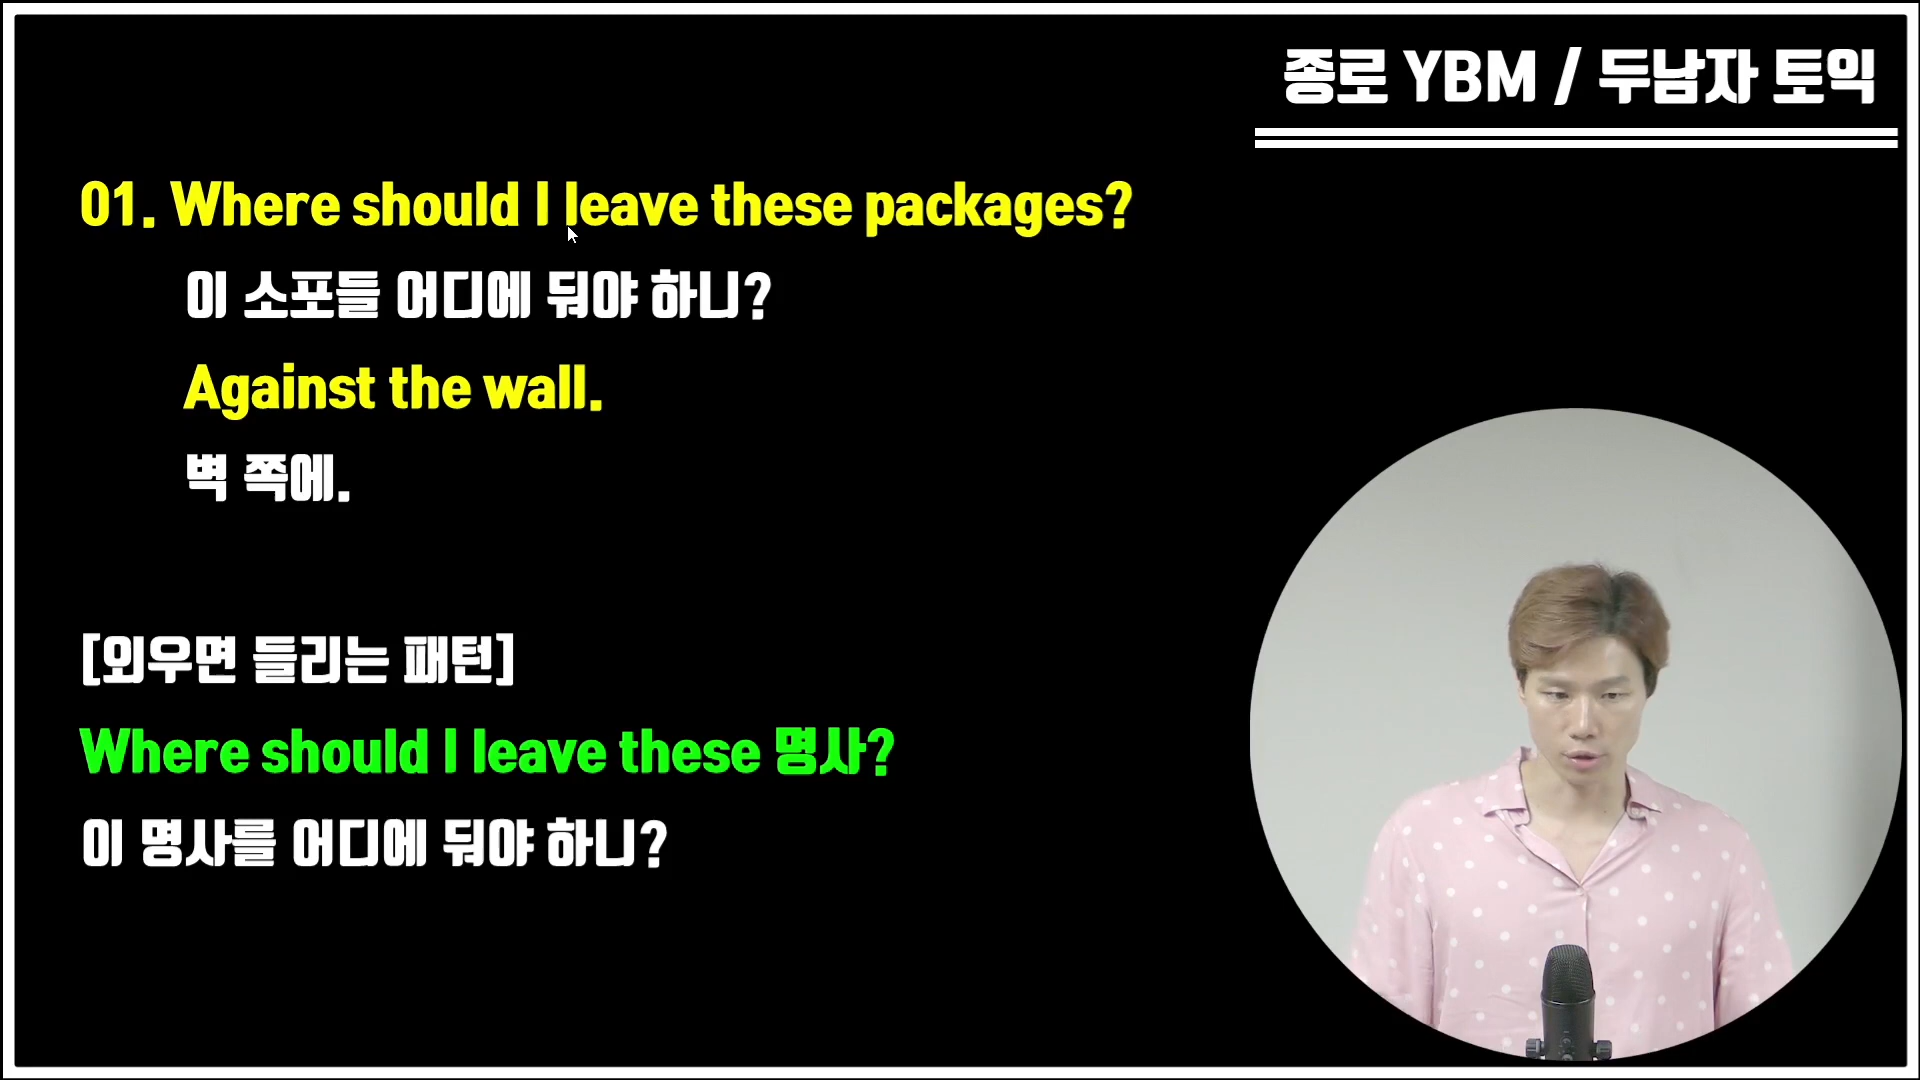 종로 YBM / 두남자 토익
01. Where should I leave these packages?
이 소포들 어디에 둬야 하니?
Against the wall.
벽 쪽에.
[외우면 들리는 패턴]
Where should I leave these 명사?
이 명사를 어디에 둬야 하니?